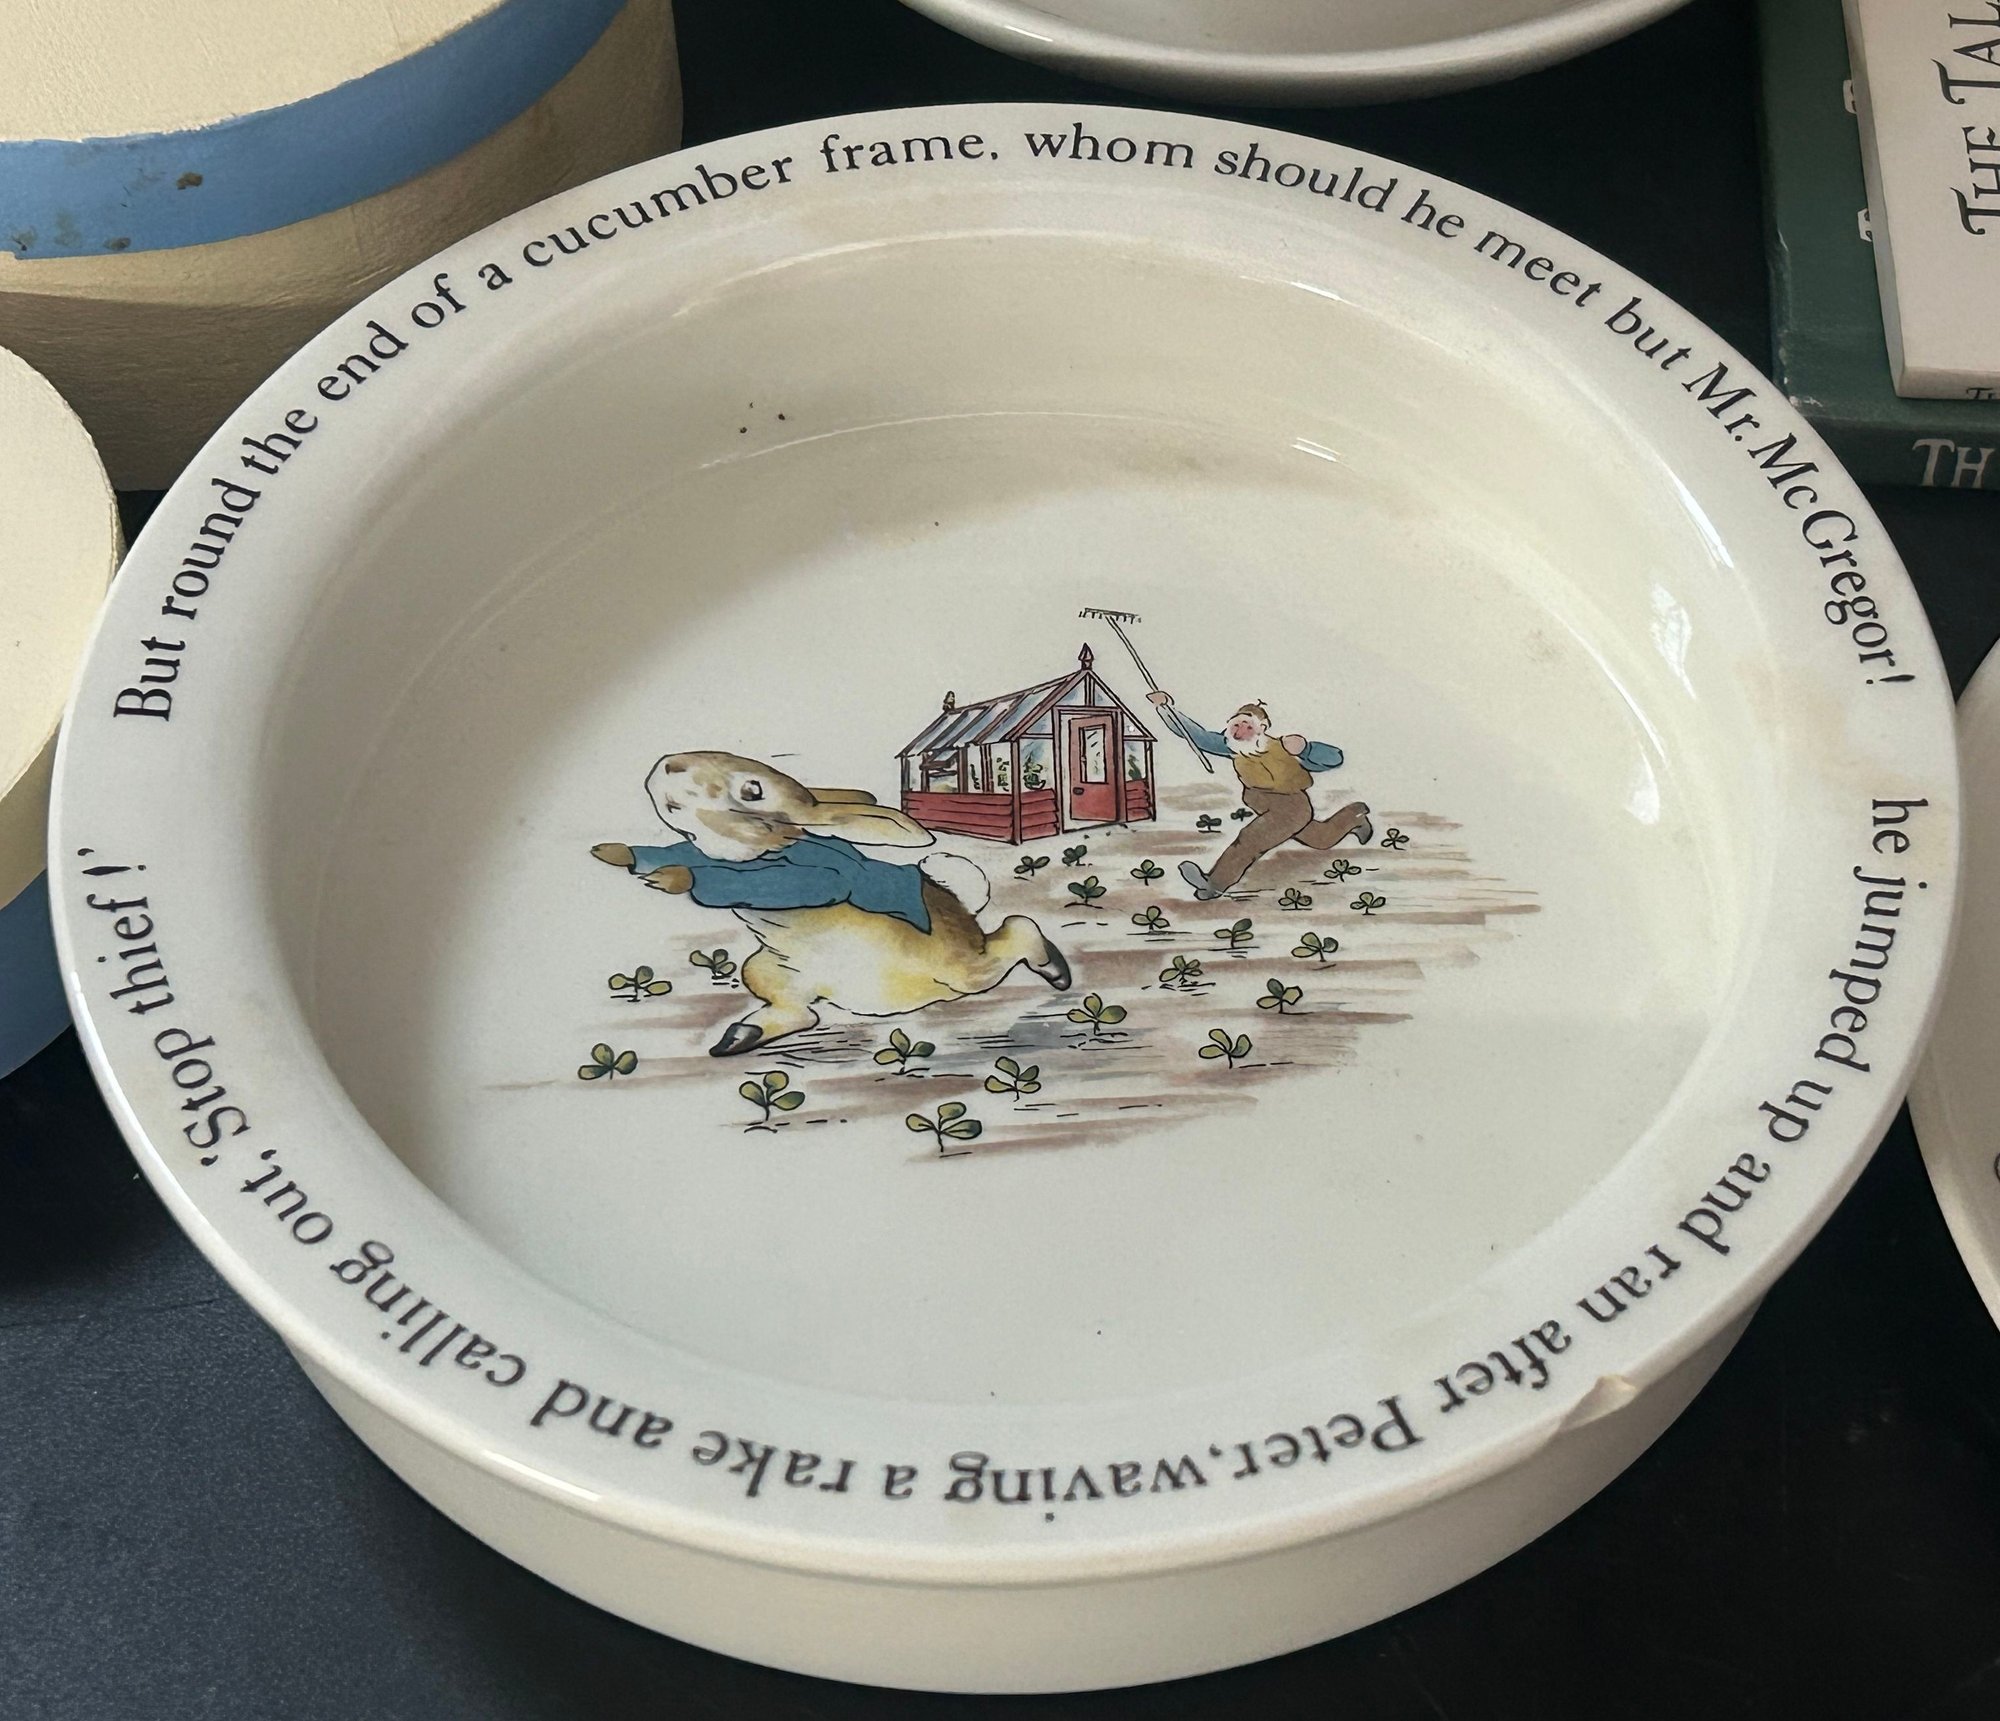 But round the end of a cucumber frame, whom should he meet but Mr. McGregor!
he jumped up and ran after Peter, waving a rake and calling out, 'Stop thief!'
THE TAL
TH